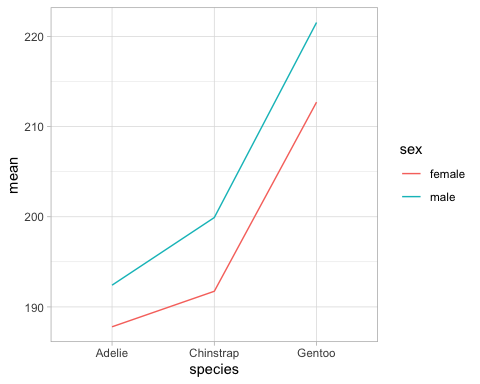 220
210
200
190
mean
Adelie
Chinstrap
Gentoo
species
sex
female
male